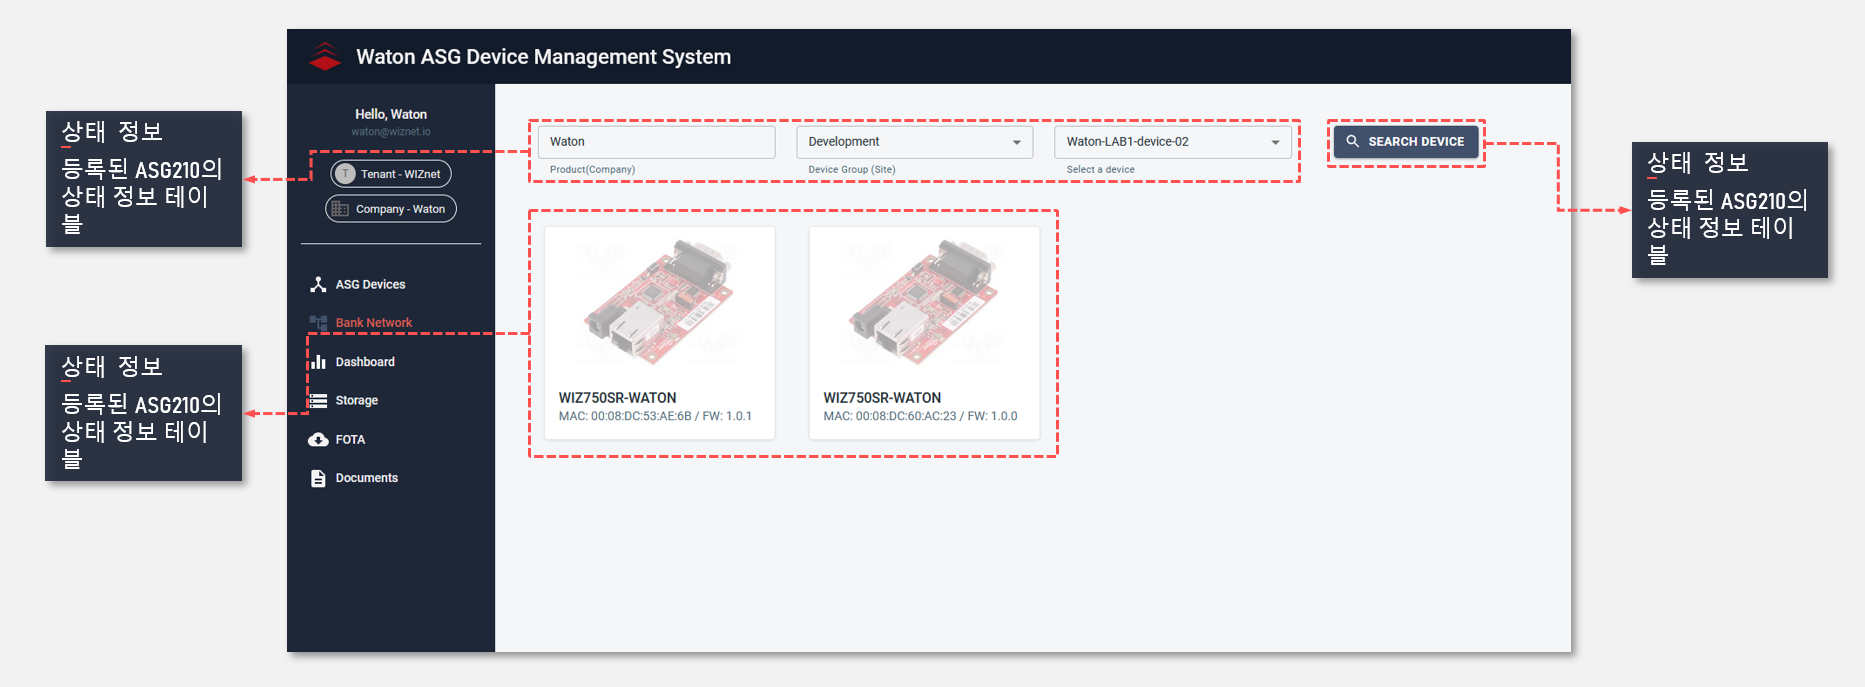 Waton ASG Device Management System
상태 정보
등록된 ASG210의
상태 정보 테이
블
Hello, Waton
waton@wiznet.io
T Tenant - WIZnet
Company - Waton
Waton
Product(Company)
Development
Device Group (Site)
Waton-LAB1-device-02
Select a device
SEARCH DEVICE
상태 정보
등록된 ASG210의
상태 정보 테이
블
ASG Devices
Bank Network
Dashboard
Storage
FOTA
Documents
상태 정보
등록된 ASG210의
상태 정보 테이
블
WIZ750SR-WATON
MAC: 00:08:DC:53:AE:6B / FW: 1.0.1
WIZ750SR-WATON
MAC: 00:08:DC:60:AC:23 / FW: 1.0.0